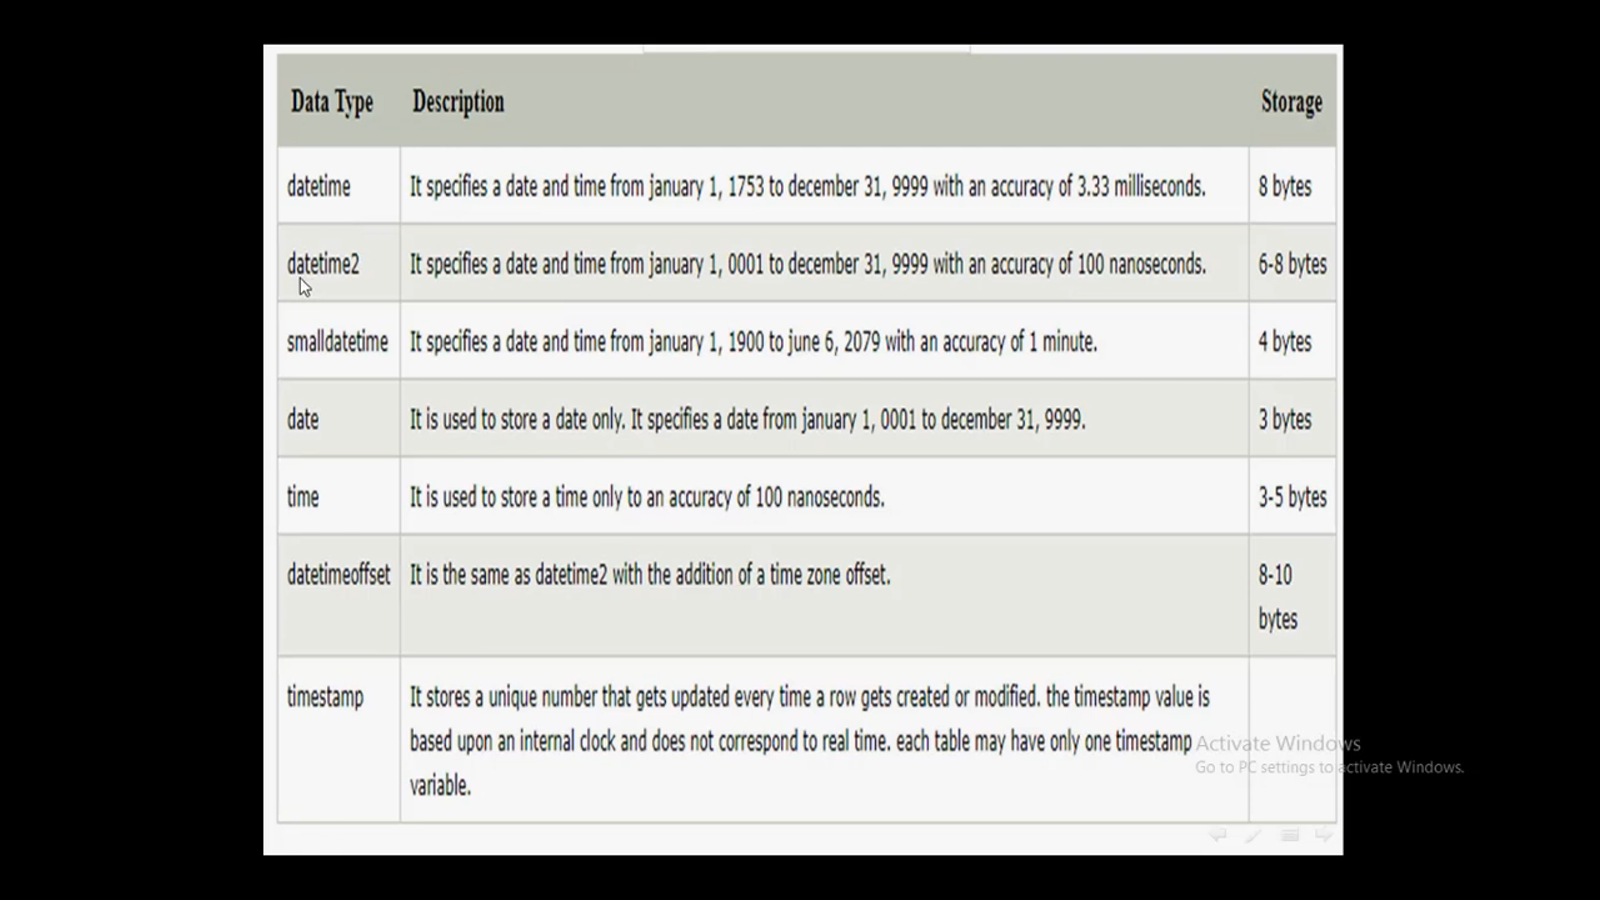 Data Type Description Storage
datetime It specifies a date and time from january 1, 1753 to december 31, 9999 with an accuracy of 3.33 milliseconds. 8 bytes
datetime2 It specifies a date and time from january 1, 0001 to december 31, 9999 with an accuracy of 100 nanoseconds. 6-8 bytes
smalldatetime It specifies a date and time from january 1, 1900 to june 6, 2079 with an accuracy of 1 minute. 4 bytes
date It is used to store a date only. It specifies a date from january 1, 0001 to december 31, 9999. 3 bytes
time It is used to store a time only to an accuracy of 100 nanoseconds. 3-5 bytes
datetimeoffset It is the same as datetime2 with the addition of a time zone offset. 8-10
bytes
timestamp It stores a unique number that gets updated every time a row gets created or modified. the timestamp value is
based upon an internal clock and does not correspond to real time. each table may have only one timestamp
variable.
Activate Windows
Go to PC settings to activate Windows.